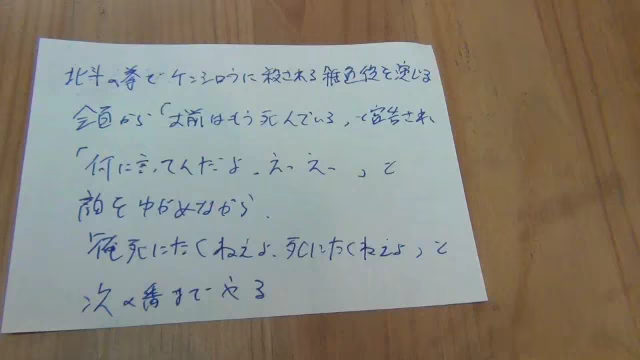 北斗の拳でケンシロウに殺される雑魚役を演じる
全員から「お前はもう死んでいる」と宣告され
「何に言ってんだよ、えっえっ」と
顔をゆがめながら、
「俺死にたくねえよ、死にたくねえよ」と
次の番までやる